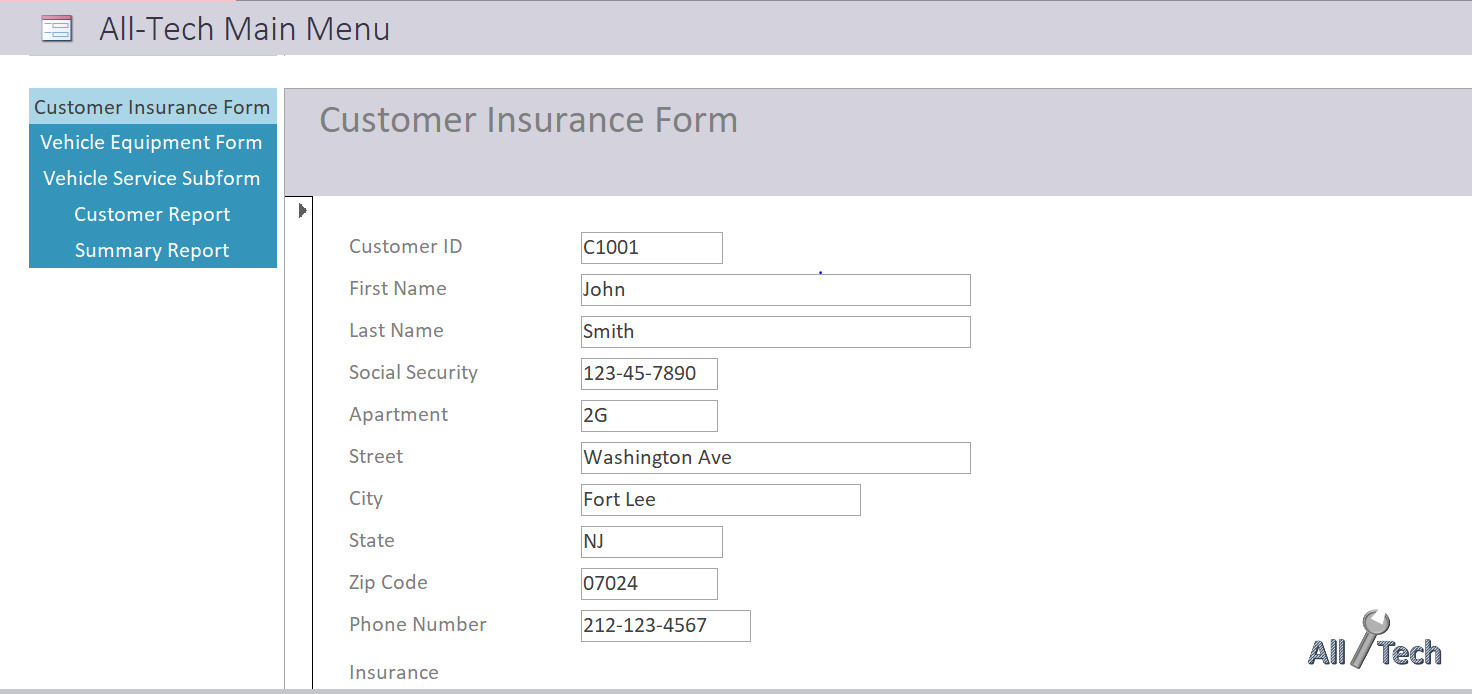 All-Tech Main Menu
Customer Insurance Form
Vehicle Equipment Form
Vehicle Service Subform
Customer Report
Summary Report
Customer Insurance Form
Customer ID C1001
First Name John
Last Name Smith
Social Security 123-45-7890
Apartment 2G
Street Washington Ave
City Fort Lee
State NJ
Zip Code 07024
Phone Number 212-123-4567
Insurance
All Tech